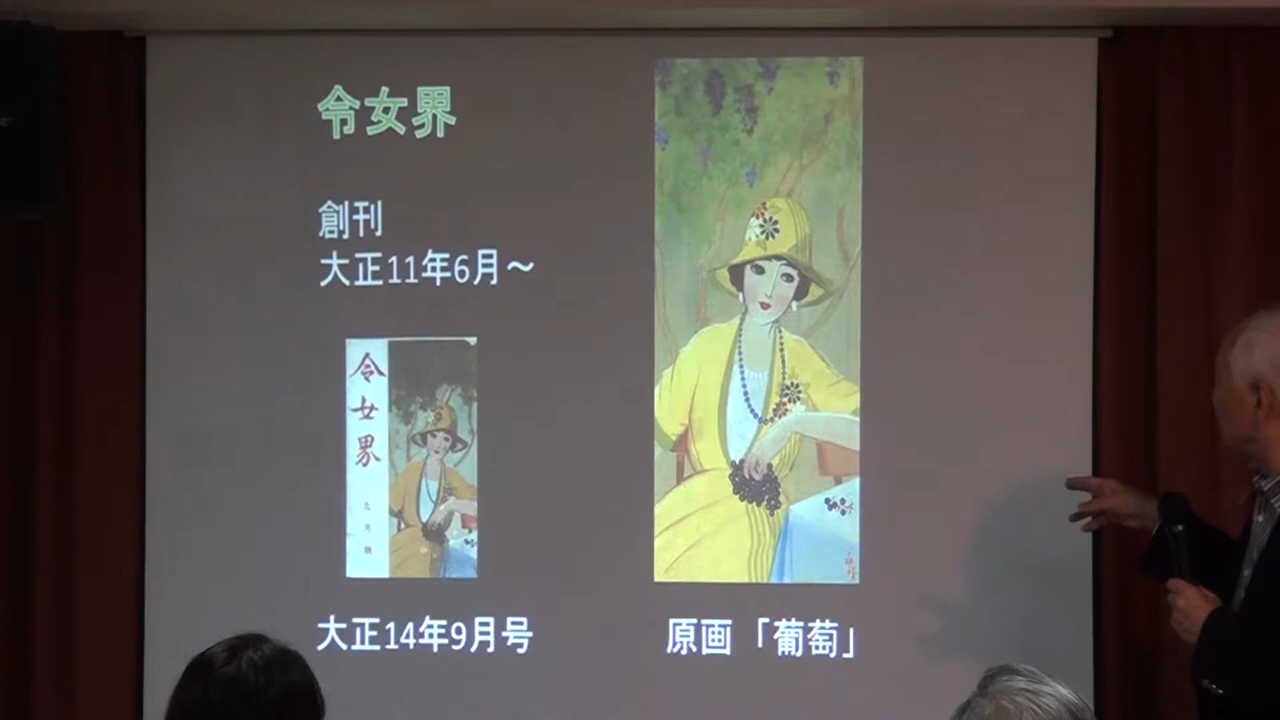 令女界
創刊
大正11年6月～
令女界
九月號
大正14年9月号
原画「葡萄」